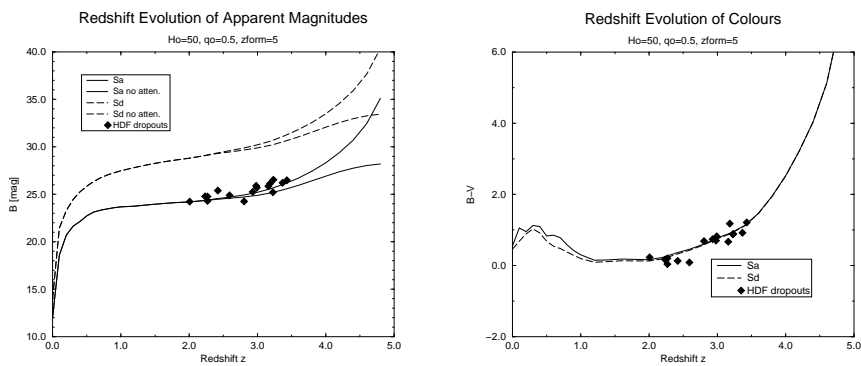 Redshift Evolution of Apparent Magnitudes
Ho=50, qo=0.5, zform=5
40.0
35.0
30.0
25.0
20.0
15.0
10.0
B [mag]
Sa
Sa no atten.
Sd
Sd no atten.
HDF dropouts
0.0 1.0 2.0 3.0 4.0 5.0
Redshift z
Redshift Evolution of Colours
Ho=50, qo=0.5, zform=5
6.0
4.0
2.0
0.0
−2.0
B−V
Sa
Sd
HDF dropouts
0.0 1.0 2.0 3.0 4.0 5.0
Redshift z